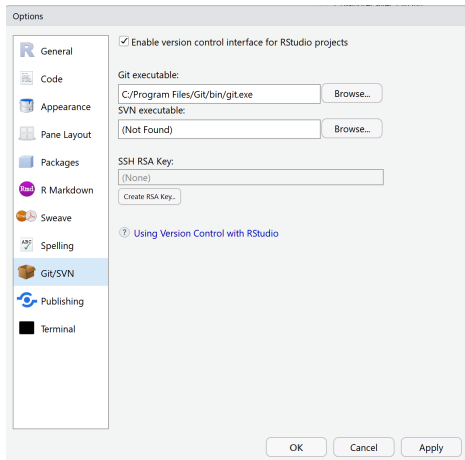 Options
R
General
Code
Appearance
Pane Layout
Packages
Rmd
R Markdown
Sweave
ABC
Spelling
Git/SVN
Publishing
Terminal
Enable version control interface for RStudio projects
Git executable:
C:/Program Files/Git/bin/git.exe
Browse...
SVN executable:
(Not Found)
Browse...
SSH RSA Key:
(None)
Create RSA Key...
? Using Version Control with RStudio
OK
Cancel
Apply